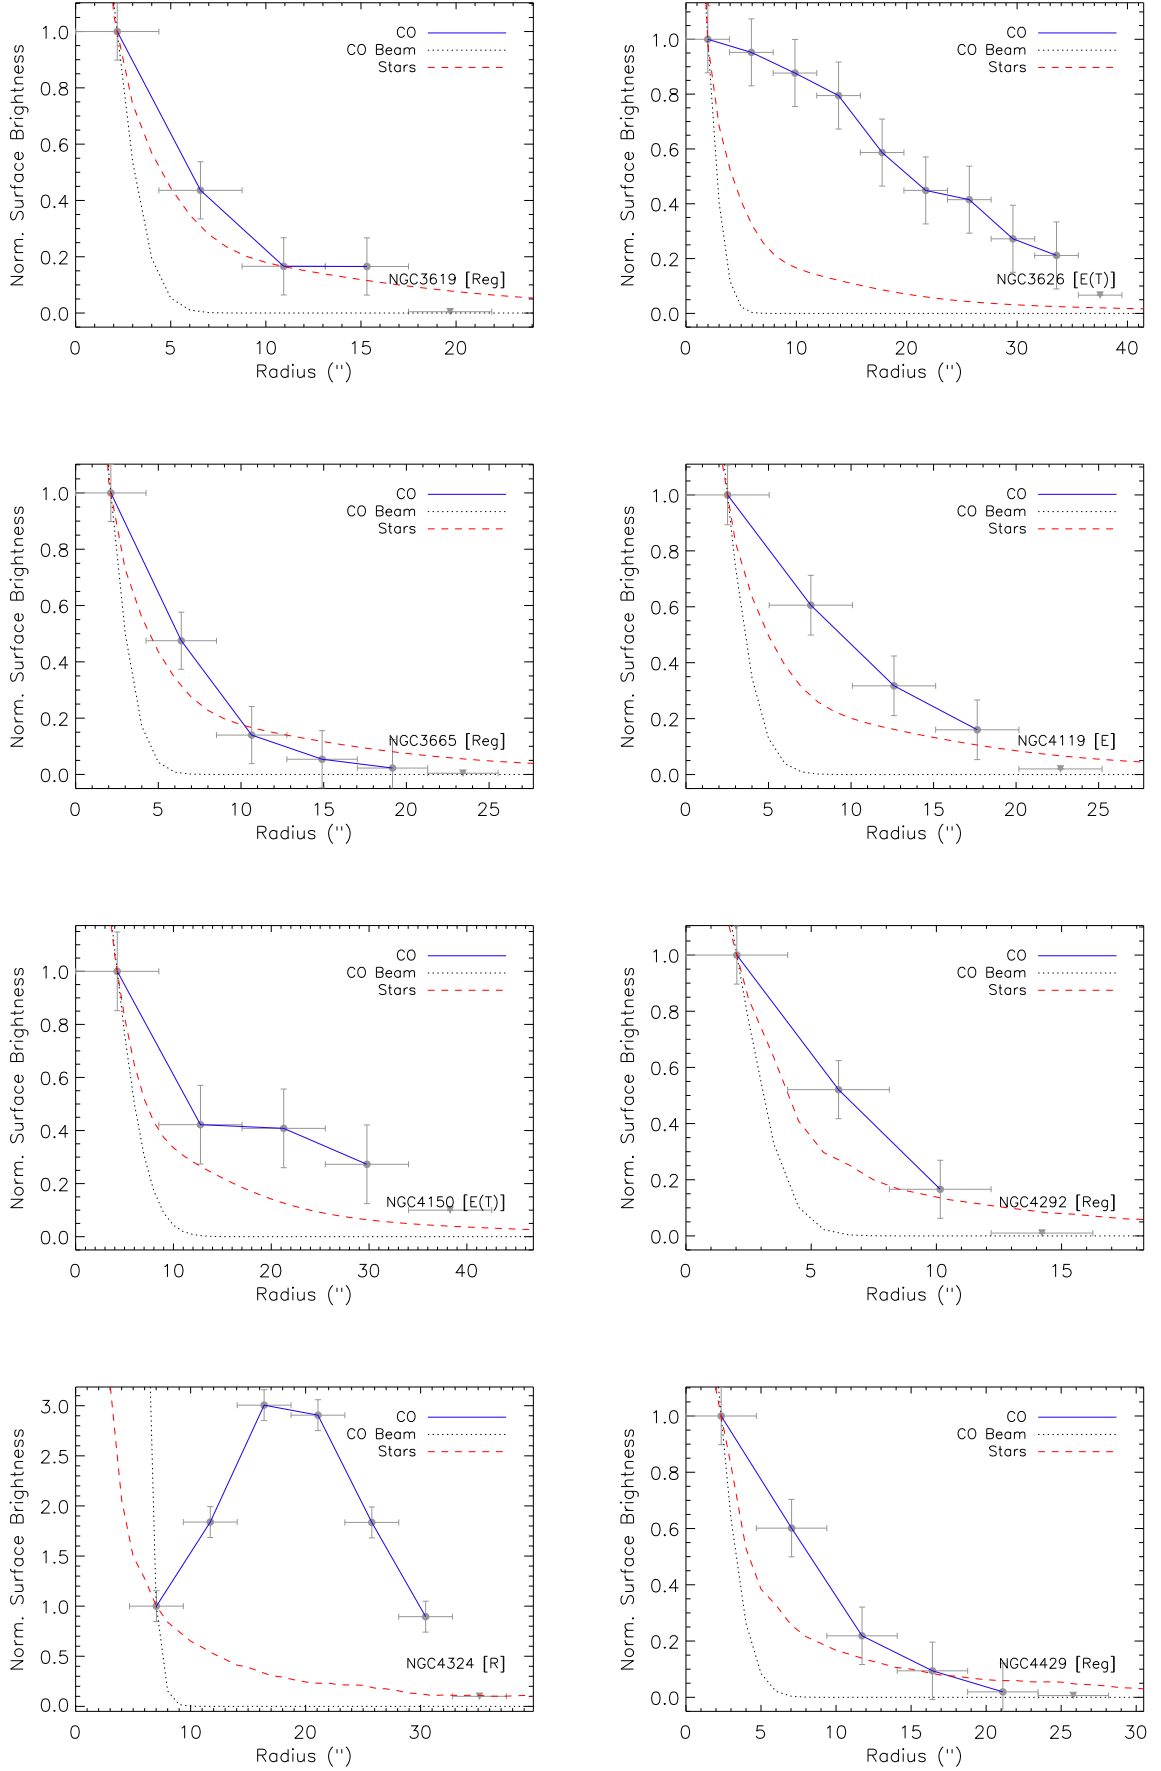 CO
CO Beam
Stars
Norm. Surface Brightness
1.0
0.8
0.6
0.4
0.2
0.0
NGC3619 [Reg]
0 5 10 15 20
Radius (")
CO
CO Beam
Stars
Norm. Surface Brightness
1.0
0.8
0.6
0.4
0.2
0.0
NGC3626 [E(T)]
0 10 20 30 40
Radius (")
CO
CO Beam
Stars
Norm. Surface Brightness
1.0
0.8
0.6
0.4
0.2
0.0
NGC3665 [Reg]
0 5 10 15 20 25
Radius (")
CO
CO Beam
Stars
Norm. Surface Brightness
1.0
0.8
0.6
0.4
0.2
0.0
NGC4119 [E]
0 5 10 15 20 25
Radius (")
CO
CO Beam
Stars
Norm. Surface Brightness
1.0
0.8
0.6
0.4
0.2
0.0
NGC4150 [E(T)]
0 10 20 30 40
Radius (")
CO
CO Beam
Stars
Norm. Surface Brightness
1.0
0.8
0.6
0.4
0.2
0.0
NGC4292 [Reg]
0 5 10 15
Radius (")
CO
CO Beam
Stars
Norm. Surface Brightness
3.0
2.5
2.0
1.5
1.0
0.5
0.0
NGC4324 [R]
0 10 20 30
Radius (")
CO
CO Beam
Stars
Norm. Surface Brightness
1.0
0.8
0.6
0.4
0.2
0.0
NGC4429 [Reg]
0 5 10 15 20 25 30
Radius (")